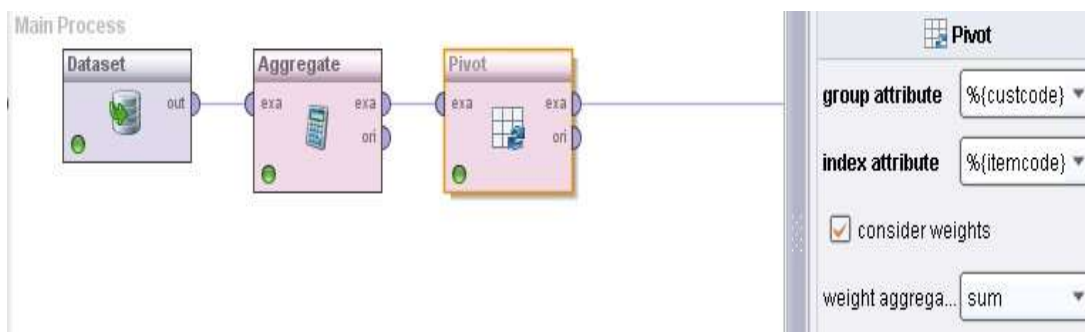 Main Process
Dataset
out
Aggregate
exa
exa
ori
Pivot
exa
exa
ori
Pivot
group attribute
%{custcode}
index attribute
%{itemcode}
consider weights
weight aggrega...
sum